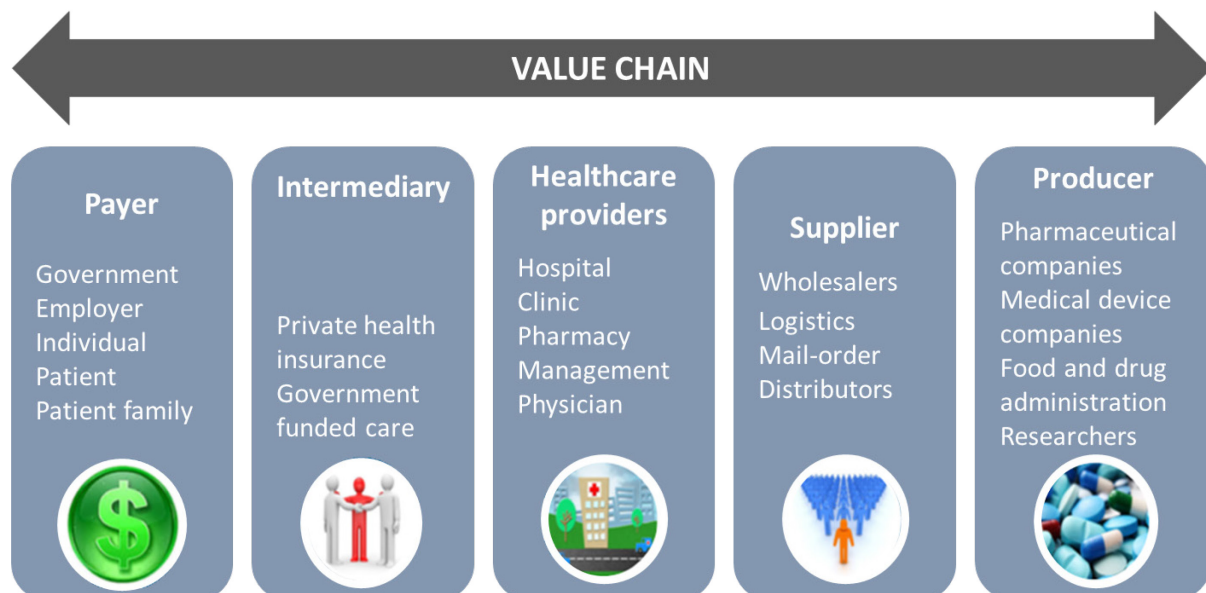 VALUE CHAIN
Payer
Government
Employer
Individual
Patient
Patient family
Intermediary
Private health
insurance
Government
funded care
Healthcare
providers
Hospital
Clinic
Pharmacy
Management
Physician
Supplier
Wholesalers
Logistics
Mail-order
Distributors
Producer
Pharmaceutical
companies
Medical device
companies
Food and drug
administration
Researchers